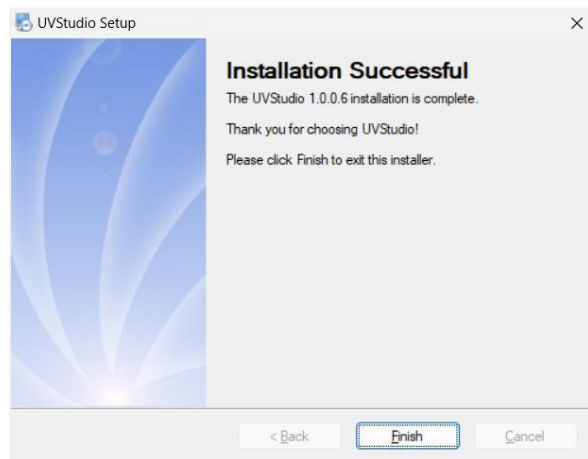 UVStudio Setup
Installation Successful
The UVStudio 1.0.0.6 installation is complete.
Thank you for choosing UVStudio!
Please click Finish to exit this installer.
< Back
Finish
Cancel